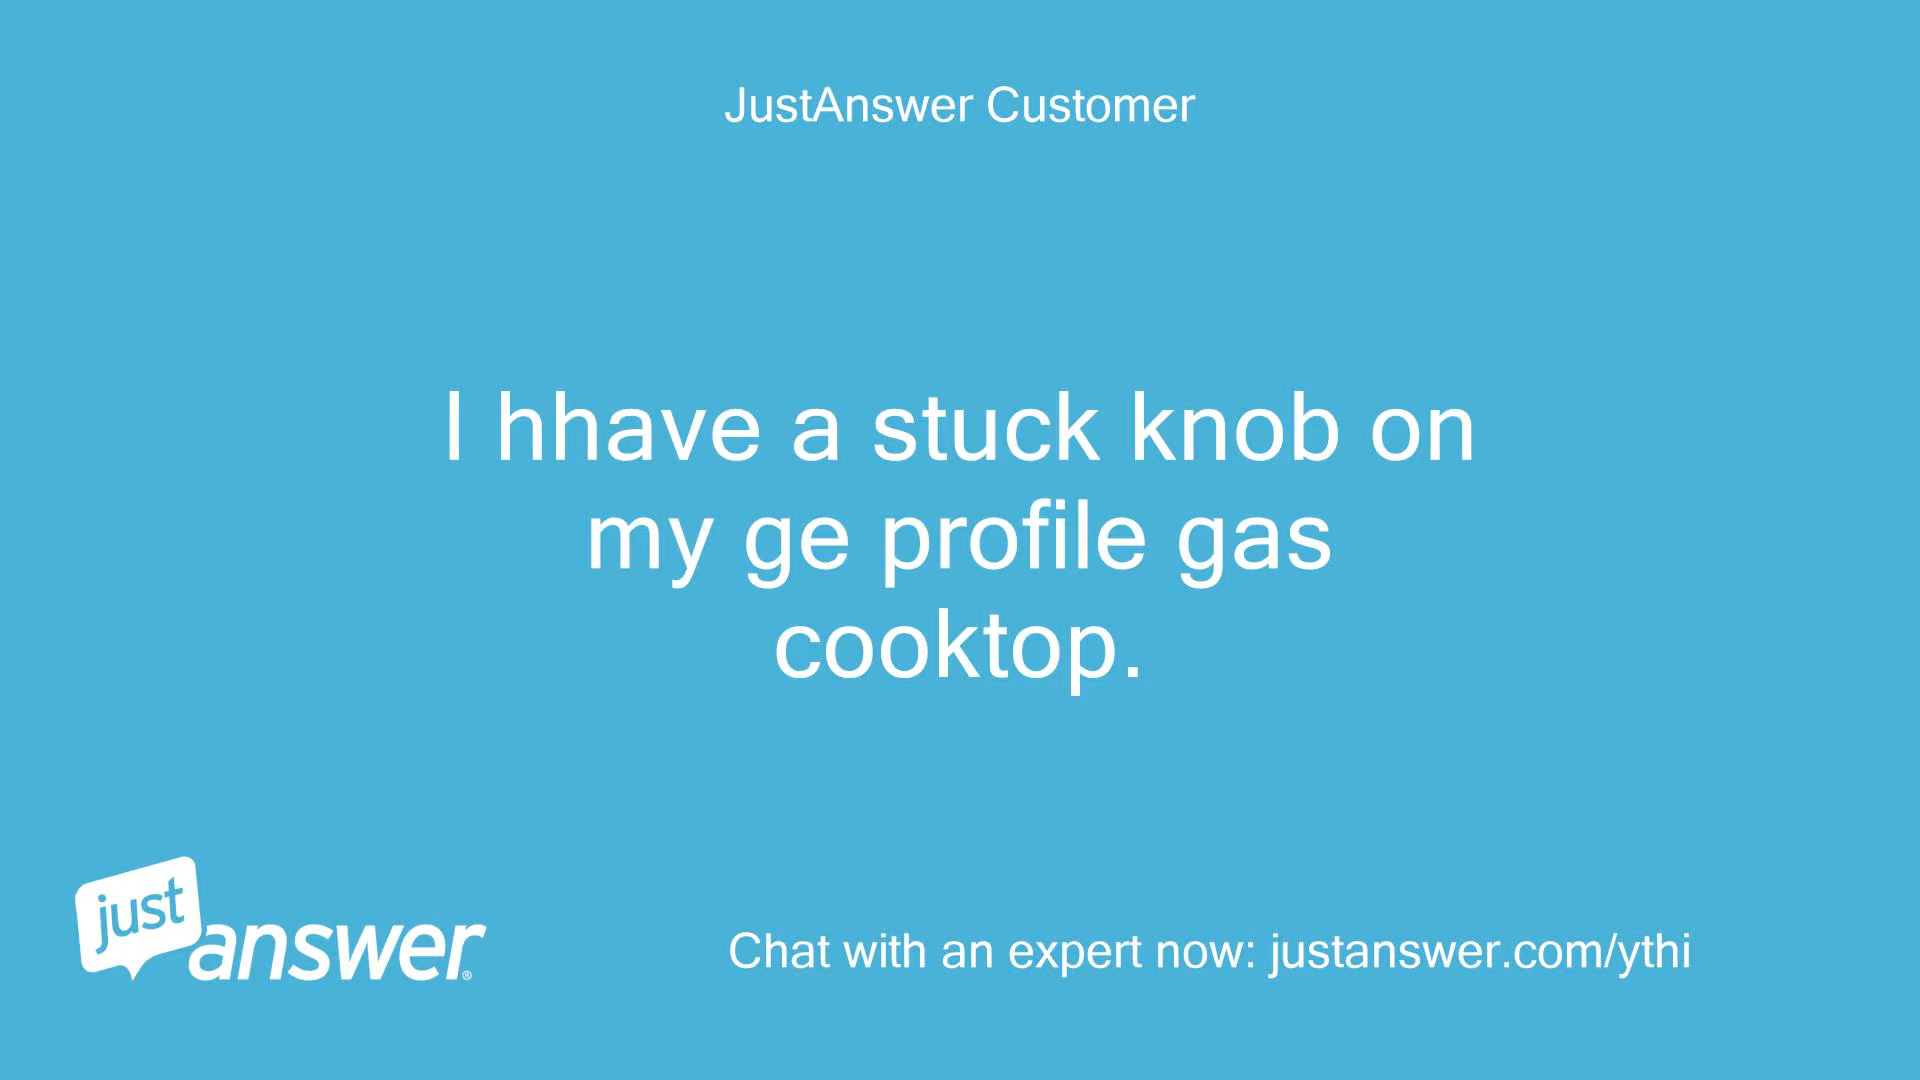 JustAnswer Customer
I hhave a stuck knob on
my ge profile gas
cooktop.
just
answer®
Chat with an expert now: justanswer.com/ythi